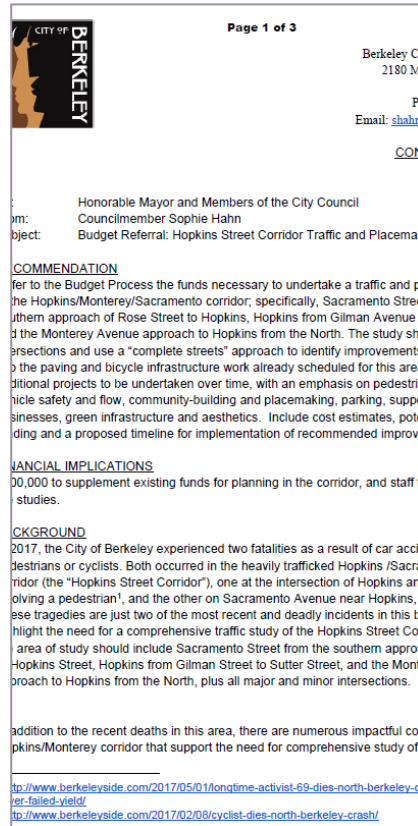 Page 1 of 3
CITY OF
BERKELEY
Berkeley C
2180 M
P
Email: shahr
CON
Honorable Mayor and Members of the City Council
om: Councilmember Sophie Hahn
bject: Budget Referral: Hopkins Street Corridor Traffic and Placema
COMMENDATION
fer to the Budget Process the funds necessary to undertake a traffic and p
the Hopkins/Monterey/Sacramento corridor; specifically, Sacramento Stree
uthern approach of Rose Street to Hopkins, Hopkins from Gilman Avenue
d the Monterey Avenue approach to Hopkins from the North. The study sh
ersections and use a “complete streets” approach to identify improvements
o the paving and bicycle infrastructure work already scheduled for this area
ditional projects to be undertaken over time, with an emphasis on pedestri
hicle safety and flow, community-building and placemaking, parking, suppo
sinesses, green infrastructure and aesthetics. Include cost estimates, pote
nding and a proposed timeline for implementation of recommended improv
NANCIAL IMPLICATIONS
00,000 to supplement existing funds for planning in the corridor, and staff t
studies.
CKGROUND
2017, the City of Berkeley experienced two fatalities as a result of car acci
destrians or cyclists. Both occurred in the heavily trafficked Hopkins /Sacra
rridor (the “Hopkins Street Corridor”), one at the intersection of Hopkins an
olving a pedestrian¹, and the other on Sacramento Avenue near Hopkins,
ese tragedies are just two of the most recent and deadly incidents in this b
hlight the need for a comprehensive traffic study of the Hopkins Street Co
area of study should include Sacramento Street from the southern appro
Hopkins Street, Hopkins from Gilman Street to Sutter Street, and the Mont
proach to Hopkins from the North, plus all major and minor intersections.
addition to the recent deaths in this area, there are numerous impactful co
pkins/Monterey corridor that support the need for comprehensive study of
tp://www.berkeleyside.com/2017/05/01/longtime-activist-69-dies-north-berkeley-c
ver-failed-yield/
tp://www.berkeleyside.com/2017/02/08/cyclist-dies-north-berkeley-crash/